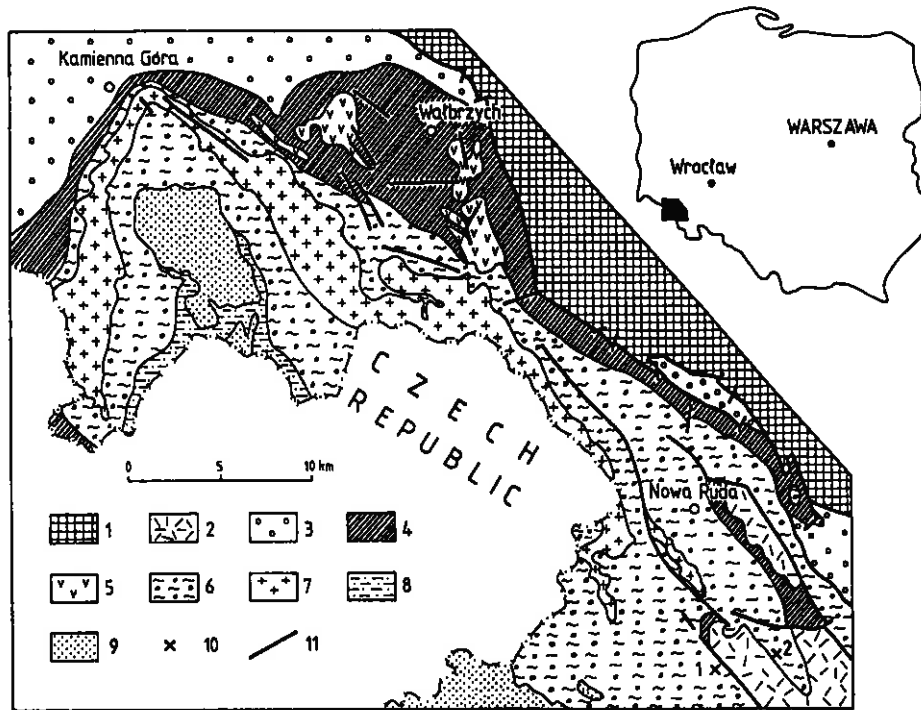 Kamienna Góra
Wałbrzych
WARSZAWA
Wrocław
CZECH
REPUBLIC
0 5 10 km
Nowa Ruda
1 2 3 4
5 6 7 8
9 10 11
1 2